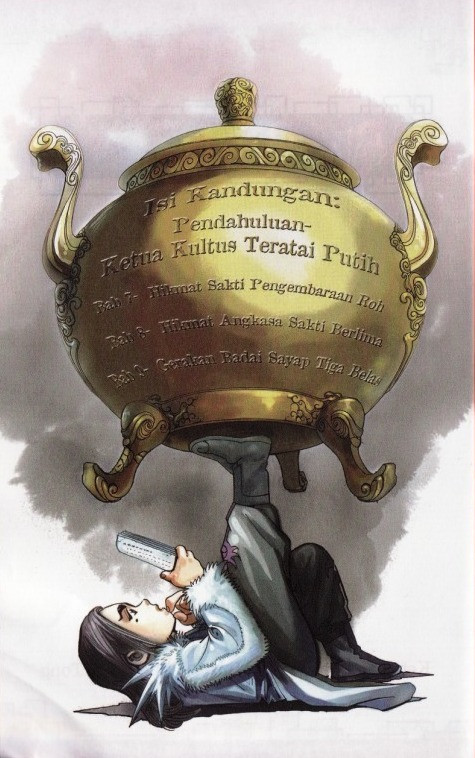 Isi Kandungan:
Pendahuluan-
Ketua Kultus Teratai Putih
Bab 7- Hikmat Sakti Pengembaraan Roh
Bab 8- Hikmat Angkasa Sakti Berlima
Bab 9- Gerakan Badai Sayap Tiga Belas